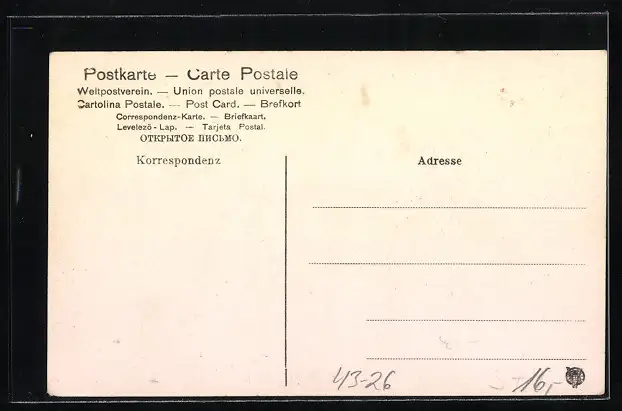 Postkarte — Carte Postale
Weltpostverein. — Union postale universelle.
Cartolina Postale. — Post Card. — Brefkort
Correspondenz-Karte. — Briefkaart.
Levelező-Lap. — Tarjeta Postal.
ОТКРЫТОЕ ПИСЬМО.
Korrespondenz
Adresse
43-26
16,-